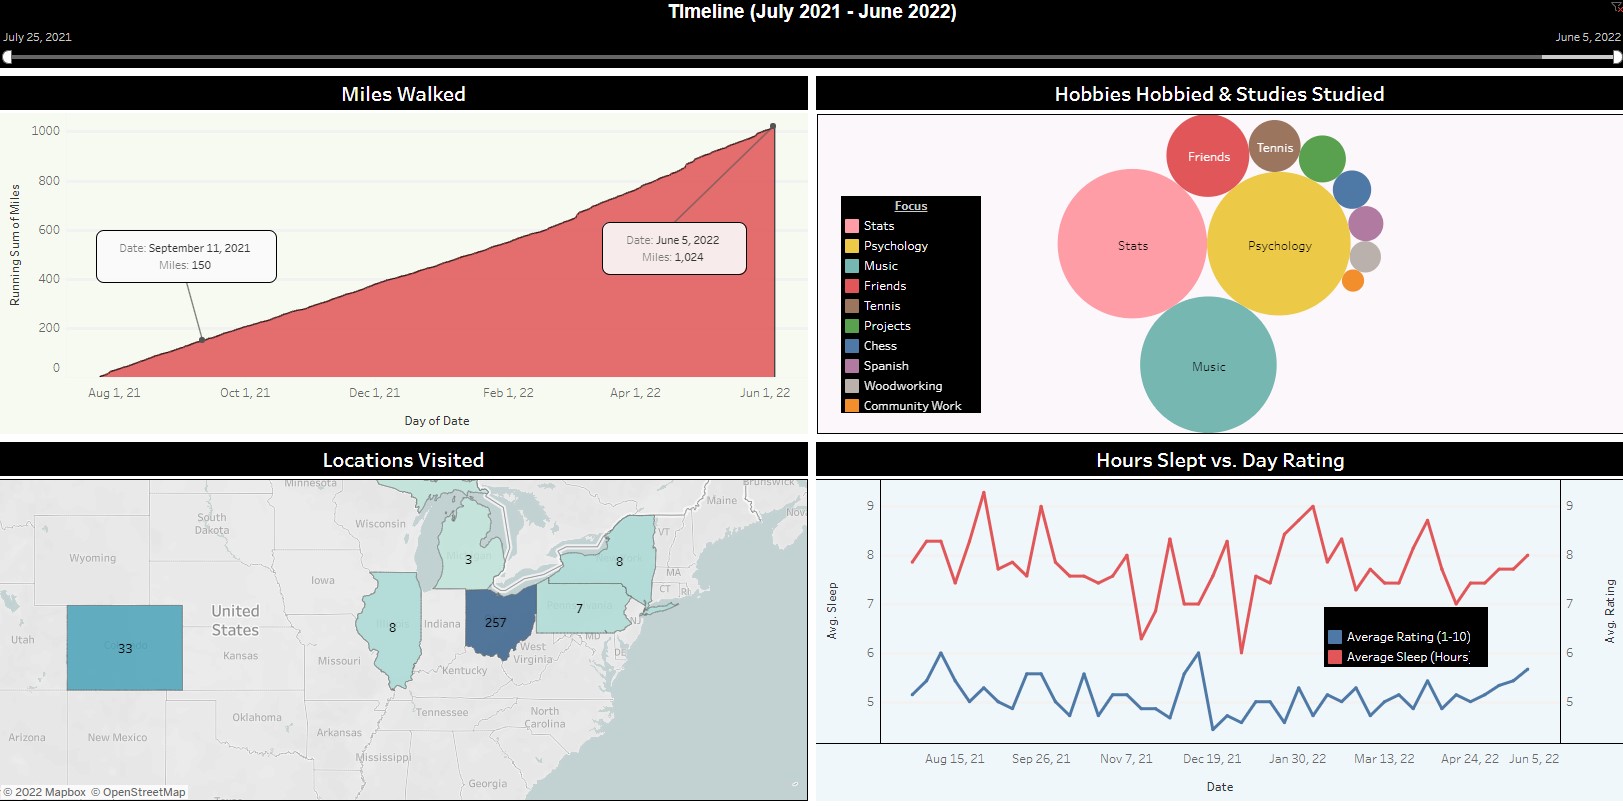 TImeline (July 2021 - June 2022)
July 25, 2021
June 5, 2022
Miles Walked
1000
800
600
400
200
0
Running Sum of Miles
Date: September 11, 2021
Miles: 150
Date: June 5, 2022
Miles: 1,024
Aug 1, 21
Oct 1, 21
Dec 1, 21
Feb 1, 22
Apr 1, 22
Jun 1, 22
Day of Date
Hobbies Hobbied & Studies Studied
Focus
Stats
Psychology
Music
Friends
Tennis
Projects
Chess
Spanish
Woodworking
Community Work
Friends
Tennis
Stats
Psychology
Music
Locations Visited
Minnesota
Brunswick
Maine
Nov
South
Dakota
Wisconsin
VT
Wyoming
3
8
MA
Iowa
CT
RI
United
States
7
NJ
33
8
Indiana
257
Utah
MD
DE
Kansas
Missouri
West
Virginia
Kentucky
Oklahoma
Tennessee
North
Carolina
Arizona
New Mexico
Arkansas
Mississippi
Georgia
© 2022 Mapbox © OpenStreetMap
Hours Slept vs. Day Rating
9
8
7
6
5
Avg. Sleep
9
8
7
6
5
Avg. Rating
Average Rating (1-10)
Average Sleep (Hours
Aug 15, 21
Sep 26, 21
Nov 7, 21
Dec 19, 21
Jan 30, 22
Mar 13, 22
Apr 24, 22
Jun 5, 22
Date